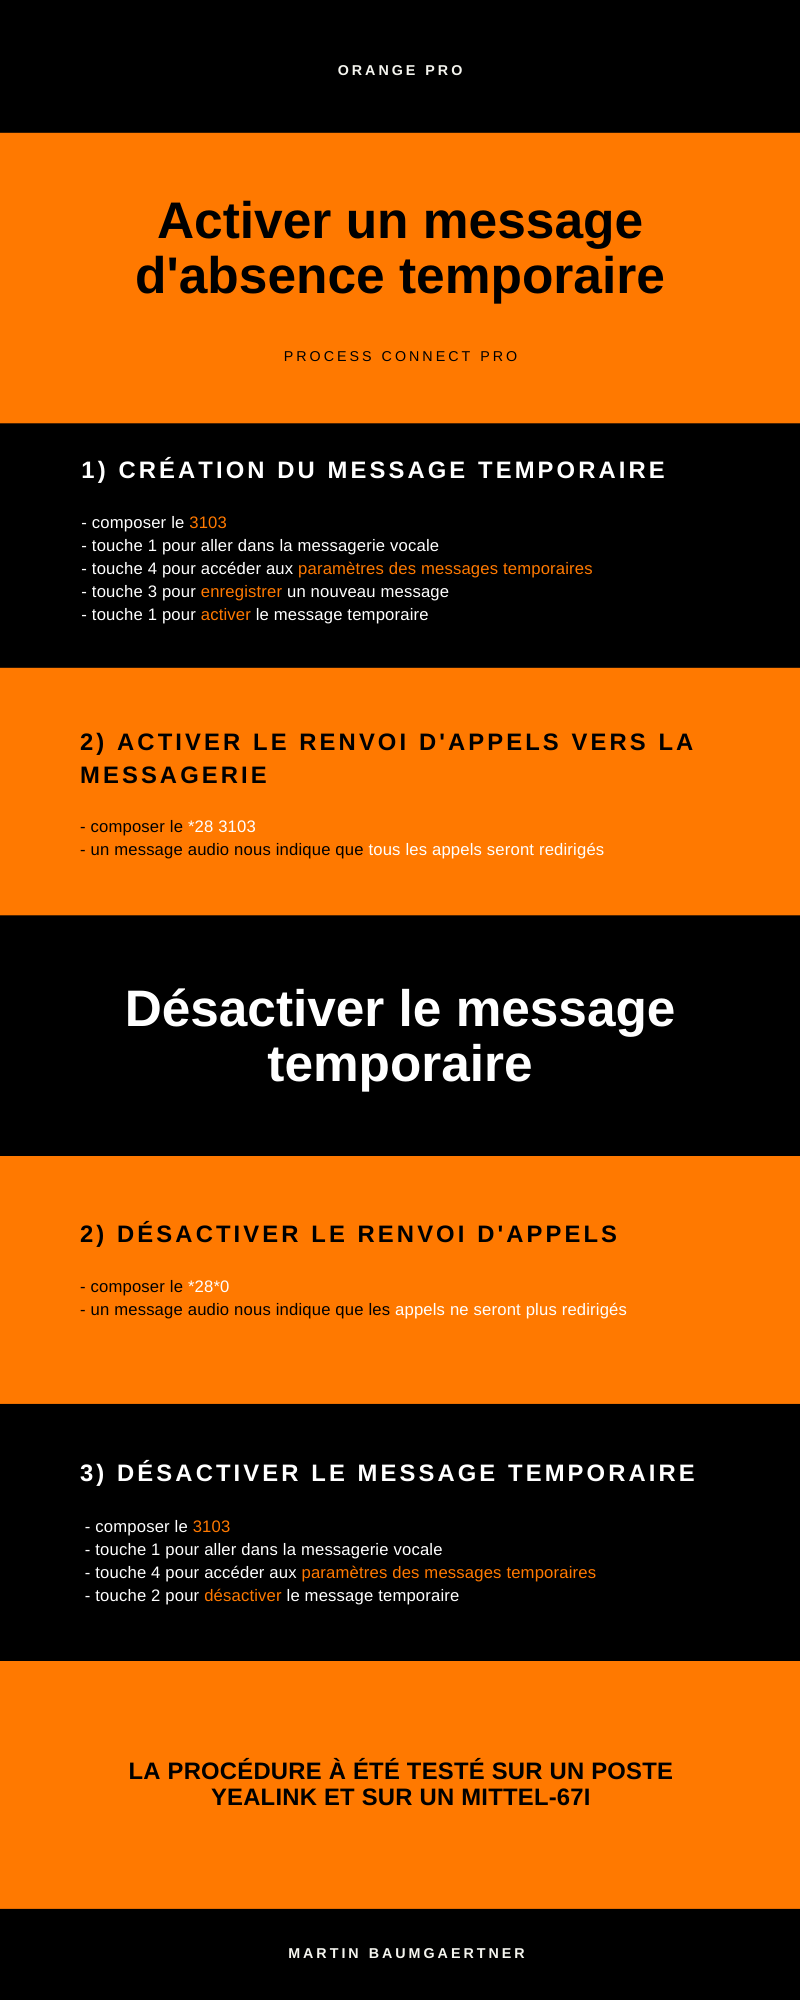 ORANGE PRO
Activer un message
d'absence temporaire
PROCESS CONNECT PRO
1) CRÉATION DU MESSAGE TEMPORAIRE
- composer le 3103
- touche 1 pour aller dans la messagerie vocale
- touche 4 pour accéder aux paramètres des messages temporaires
- touche 3 pour enregistrer un nouveau message
- touche 1 pour activer le message temporaire
2) ACTIVER LE RENVOI D'APPELS VERS LA
MESSAGERIE
- composer le *28 3103
- un message audio nous indique que tous les appels seront redirigés
Désactiver le message
temporaire
2) DÉSACTIVER LE RENVOI D'APPELS
- composer le *28*0
- un message audio nous indique que les appels ne seront plus redirigés
3) DÉSACTIVER LE MESSAGE TEMPORAIRE
- composer le 3103
- touche 1 pour aller dans la messagerie vocale
- touche 4 pour accéder aux paramètres des messages temporaires
- touche 2 pour désactiver le message temporaire
LA PROCÉDURE À ÉTÉ TESTÉ SUR UN POSTE
YEALINK ET SUR UN MITTEL-67I
MARTIN BAUMGAERTNER